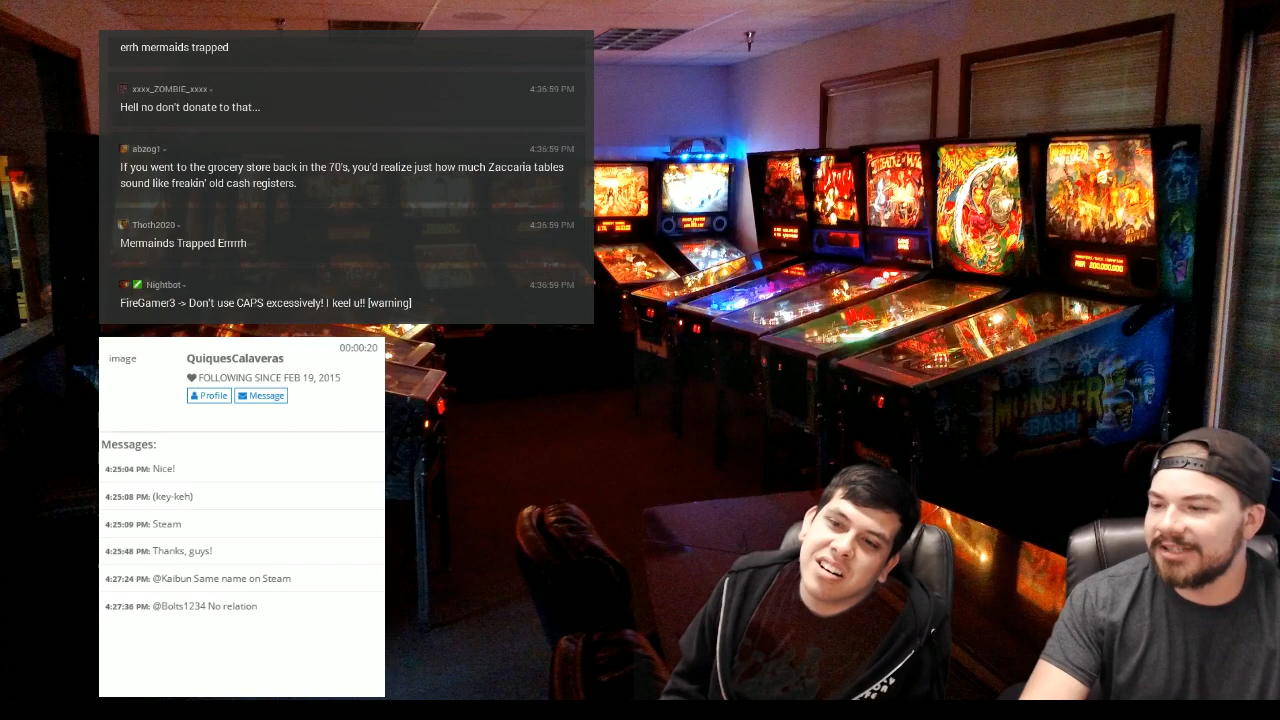 errh mermaids trapped
xxxx_ZOMBIE_xxxx
4:36:59 PM
Hell no don't donate to that...
abzog1
4:36:59 PM
If you went to the grocery store back in the 70's, you'd realize just how much Zaccaria tables
sound like freakin' old cash registers.
Thoth2020
4:36:59 PM
Mermainds Trapped Errrrh
Nightbot
4:36:59 PM
FireGamer3 -> Don't use CAPS excessively! I keel u!! [warning]
00:00:20
image
QuiquesCalaveras
FOLLOWING SINCE FEB 19, 2015
Profile
Message
Messages:
4:25:04 PM: Nice!
4:25:08 PM: (key-keh)
4:25:09 PM: Steam
4:25:48 PM: Thanks, guys!
4:27:24 PM: @Kaibun Same name on Steam
4:27:36 PM: @Bolts1234 No relation
MONSTER
BASH